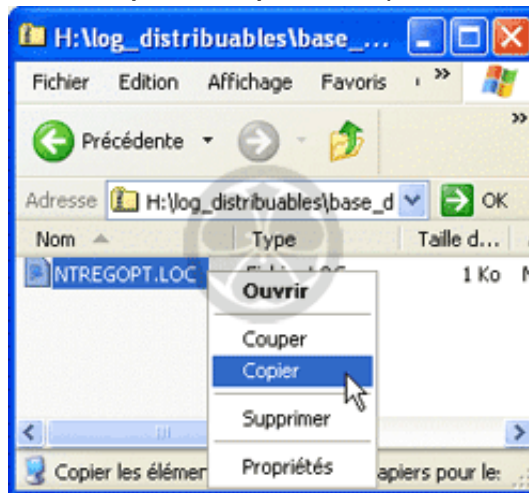 H:\log_distribuables\base_...
Fichier Edition Affichage Favoris »
Précédente »
Adresse H:\log_distribuables\base_d OK
Nom Type Taille d...
NTREGOPT.LOC 1 Ko
Ouvrir
Couper
Copier
Supprimer
Propriétés
Copier les élémen apiers pour le: